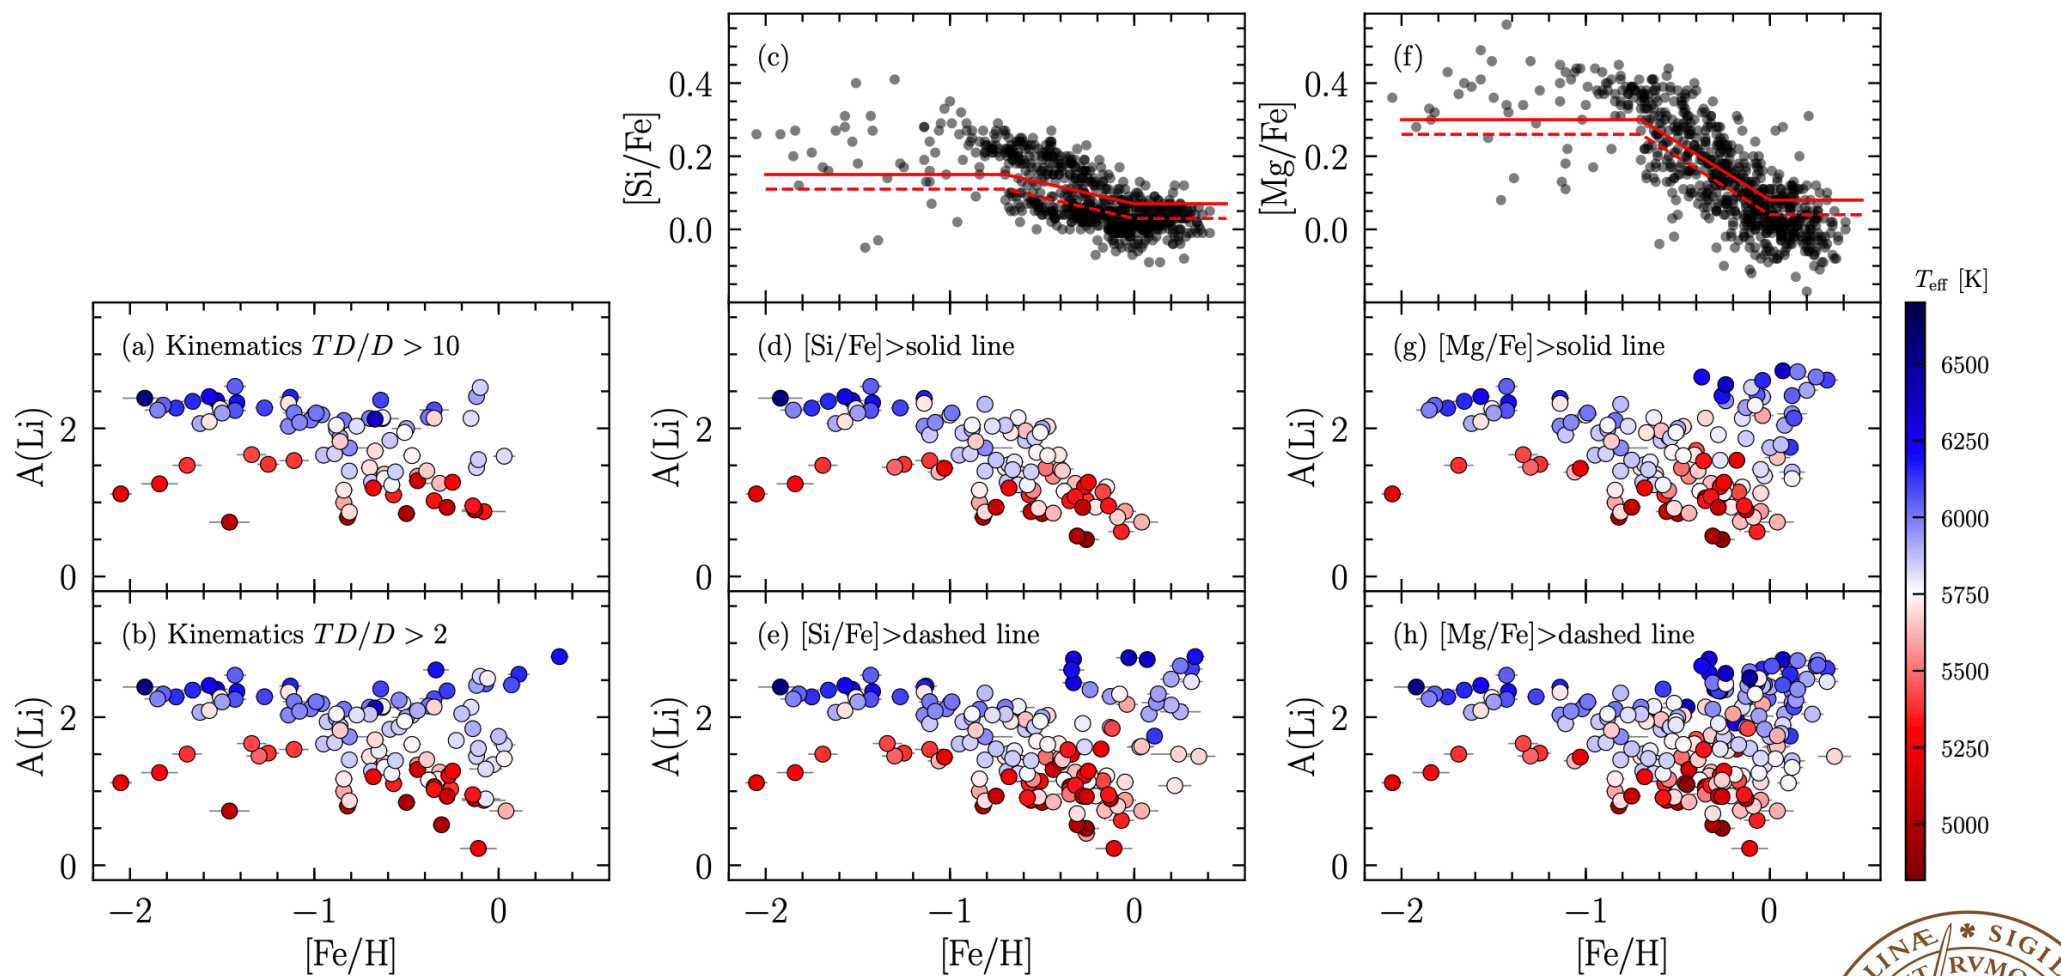 (c)
[Si/Fe]
0.4
0.2
0.0
(f)
[Mg/Fe]
0.4
0.2
0.0
T_eff [K]
6500
6250
6000
5750
5500
5250
5000
(a) Kinematics TD/D > 10
A(Li)
2
0
(d) [Si/Fe]>solid line
A(Li)
2
0
(g) [Mg/Fe]>solid line
A(Li)
2
0
(b) Kinematics TD/D > 2
A(Li)
2
0
−2 −1 0
[Fe/H]
(e) [Si/Fe]>dashed line
A(Li)
2
0
−2 −1 0
[Fe/H]
(h) [Mg/Fe]>dashed line
A(Li)
2
0
−2 −1 0
[Fe/H]